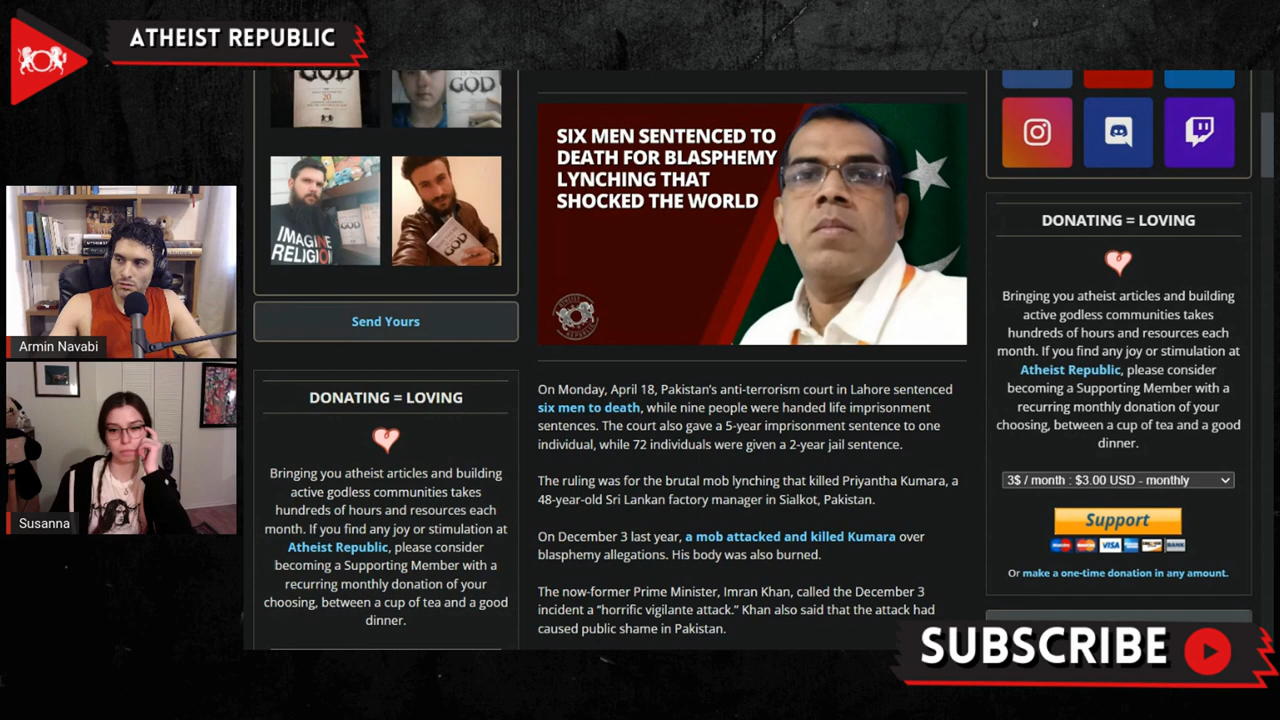 ATHEIST REPUBLIC
GOD
GOD
IMAGINE
RELIGION
GOD
Send Yours
DONATING = LOVING
Bringing you atheist articles and building
active godless communities takes
hundreds of hours and resources each
month. If you find any joy or stimulation at
Atheist Republic, please consider
becoming a Supporting Member with a
recurring monthly donation of your
choosing, between a cup of tea and a good
dinner.
SIX MEN SENTENCED TO
DEATH FOR BLASPHEMY
LYNCHING THAT
SHOCKED THE WORLD
On Monday, April 18, Pakistan's anti-terrorism court in Lahore sentenced
six men to death, while nine people were handed life imprisonment
sentences. The court also gave a 5-year imprisonment sentence to one
individual, while 72 individuals were given a 2-year jail sentence.
The ruling was for the brutal mob lynching that killed Priyantha Kumara, a
48-year-old Sri Lankan factory manager in Sialkot, Pakistan.
On December 3 last year, a mob attacked and killed Kumara over
blasphemy allegations. His body was also burned.
The now-former Prime Minister, Imran Khan, called the December 3
incident a “horrific vigilante attack.” Khan also said that the attack had
caused public shame in Pakistan.
DONATING = LOVING
Bringing you atheist articles and building
active godless communities takes
hundreds of hours and resources each
month. If you find any joy or stimulation at
Atheist Republic, please consider
becoming a Supporting Member with a
recurring monthly donation of your
choosing, between a cup of tea and a good
dinner.
3$ / month : $3.00 USD - monthly
Support
VISA
BANK
Or make a one-time donation in any amount.
Armin Navabi
Susanna
SUBSCRIBE